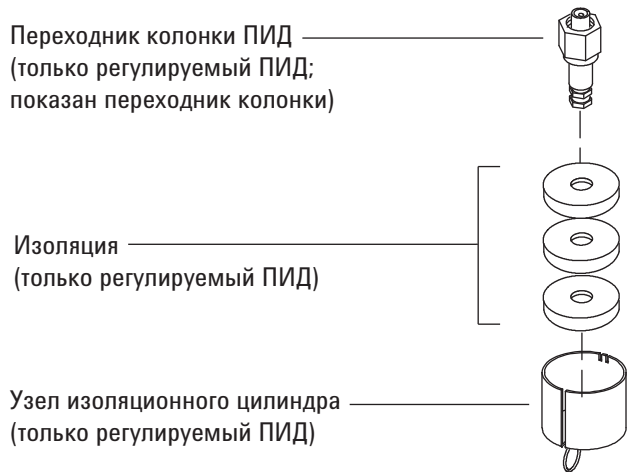 Переходник колонки ПИД
(только регулируемый ПИД;
показан переходник колонки)
Изоляция
(только регулируемый ПИД)
Узел изоляционного цилиндра
(только регулируемый ПИД)